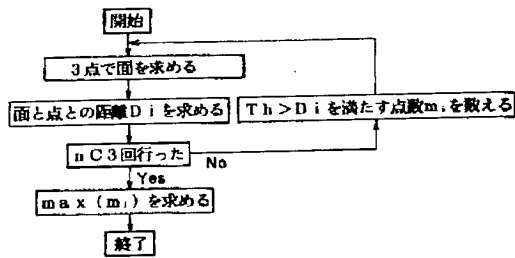 開始
3点で面を求める
面と点との距離Diを求める
Th>Diを満たす点数miを数える
nC3回行った
No
Yes
max(mi)を求める
終了